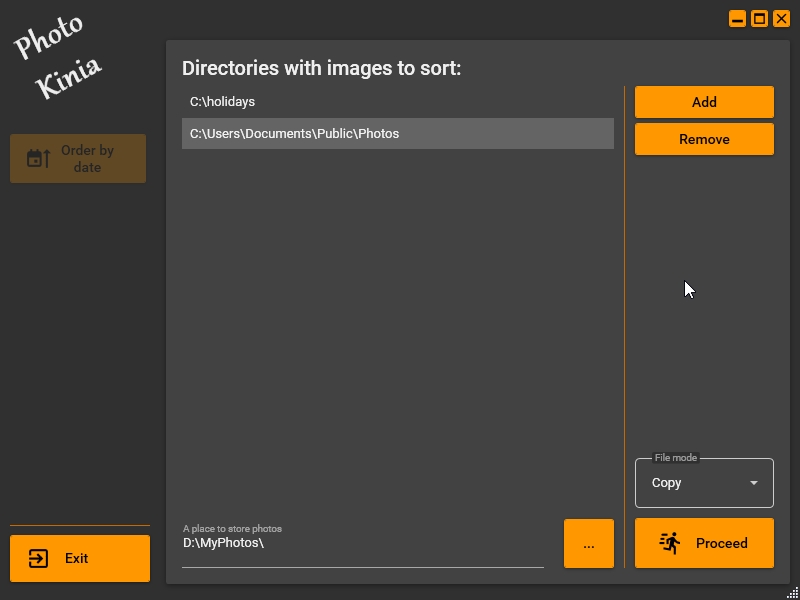 Photo
Kinia
Order by
date
Exit
Directories with images to sort:
C:\holidays
C:\Users\Documents\Public\Photos
A place to store photos
D:\MyPhotos\
...
Add
Remove
File mode
Copy
Proceed